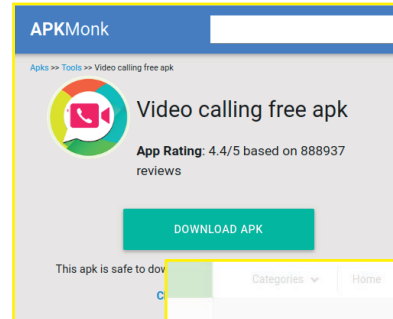 APKMonk
Apks >> Tools >> Video calling free apk
Video calling free apk
App Rating: 4.4/5 based on 888937
reviews
DOWNLOAD APK
This apk is safe to dow
C
Categories Home